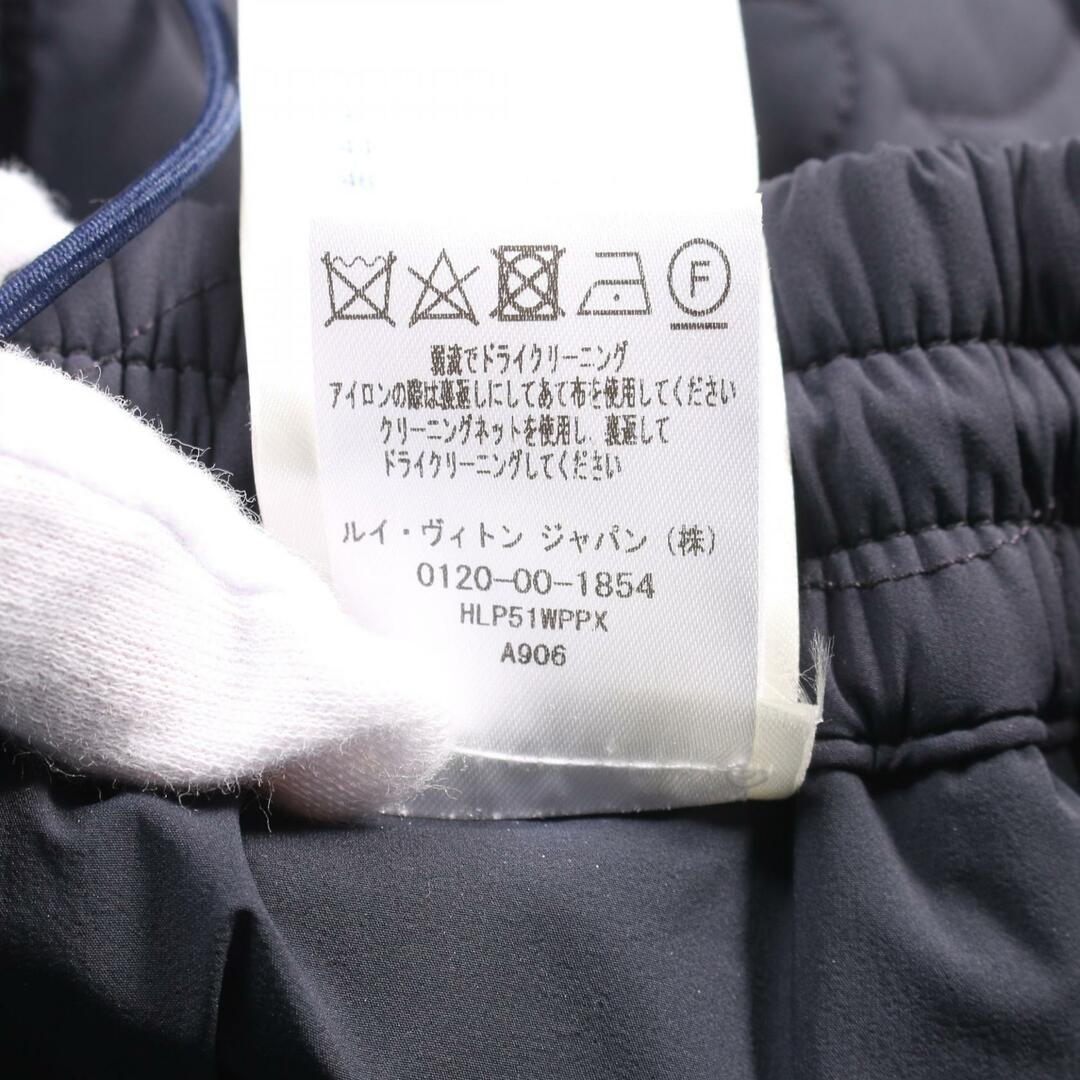 46
F
弱流でドライクリーニング
アイロンの際は裏返しにしてあて布を使用してください
クリーニングネットを使用し、裏返して
ドライクリーニングしてください
ルイ・ヴィトン ジャパン (株)
0120-00-1854
HLP51WPPX
A906